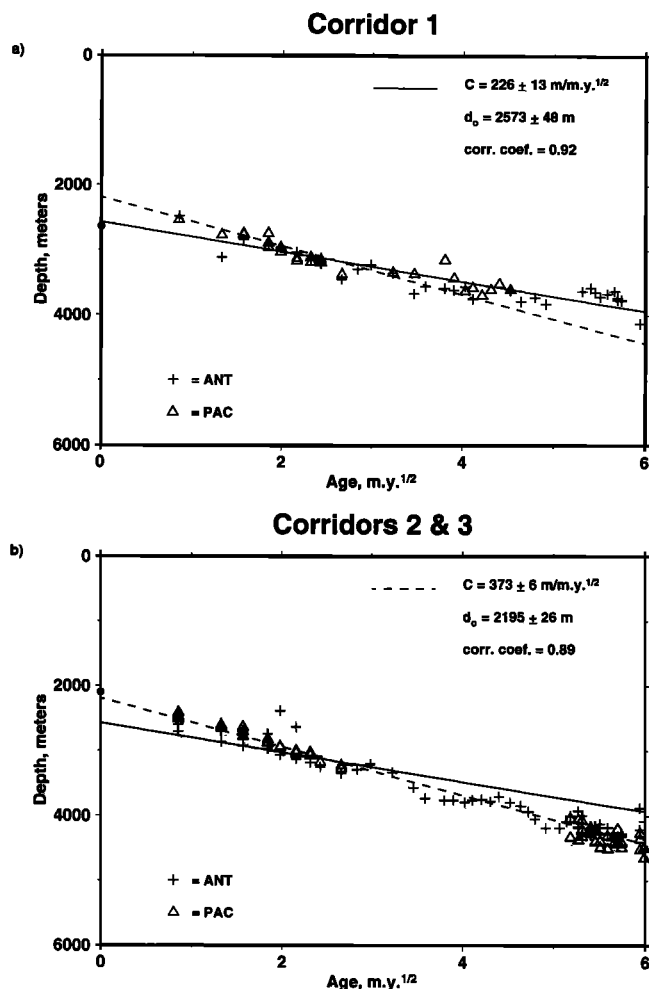 Corridor 1
a)
0
2000
4000
6000
Depth, meters
C = 226 ± 13 m/m.y.1/2
do = 2573 ± 48 m
corr. coef. = 0.92
+ = ANT
△ = PAC
0 2 4 6
Age, m.y.1/2
Corridors 2 & 3
b)
0
2000
4000
6000
Depth, meters
C = 373 ± 6 m/m.y.1/2
do = 2195 ± 26 m
corr. coef. = 0.89
+ = ANT
△ = PAC
0 2 4 6
Age, m.y.1/2